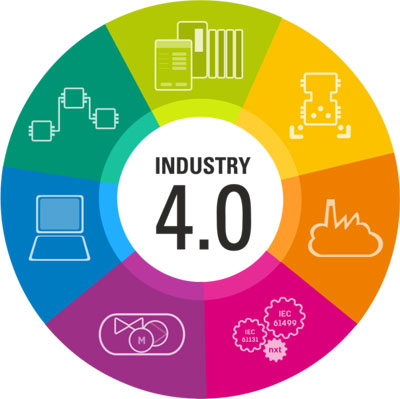 INDUSTRY
4.0
IEC
61499
IEC
61131
nxt
M